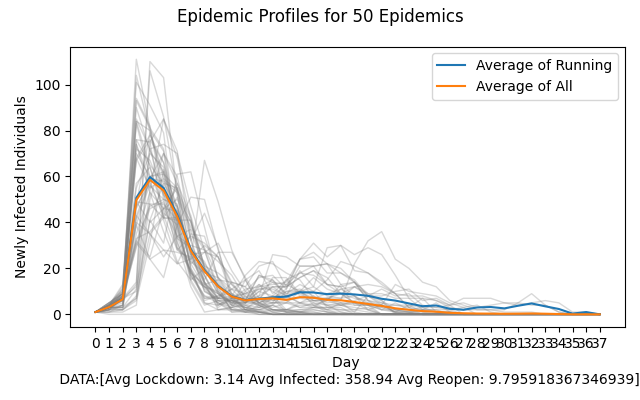 Epidemic Profiles for 50 Epidemics
Average of Running
Average of All
Newly Infected Individuals
100
80
60
40
20
0
0 1 2 3 4 5 6 7 8 9 10 11 12 13 14 15 16 17 18 19 20 21 22 23 24 25 26 27 28 29 30 31 32 33 34 35 36 37
Day
DATA:[Avg Lockdown: 3.14 Avg Infected: 358.94 Avg Reopen: 9.795918367346939]